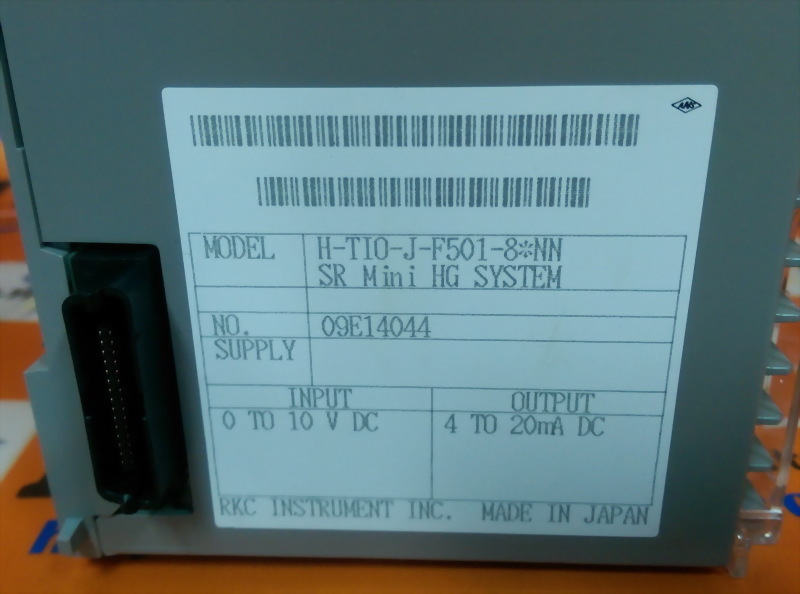 MODEL H-TIO-J-F501-8*NN
SR Mini HG SYSTEM
NO. 09E14044
SUPPLY
INPUT OUTPUT
0 TO 10 V DC 4 TO 20mA DC
RKC INSTRUMENT INC. MADE IN JAPAN